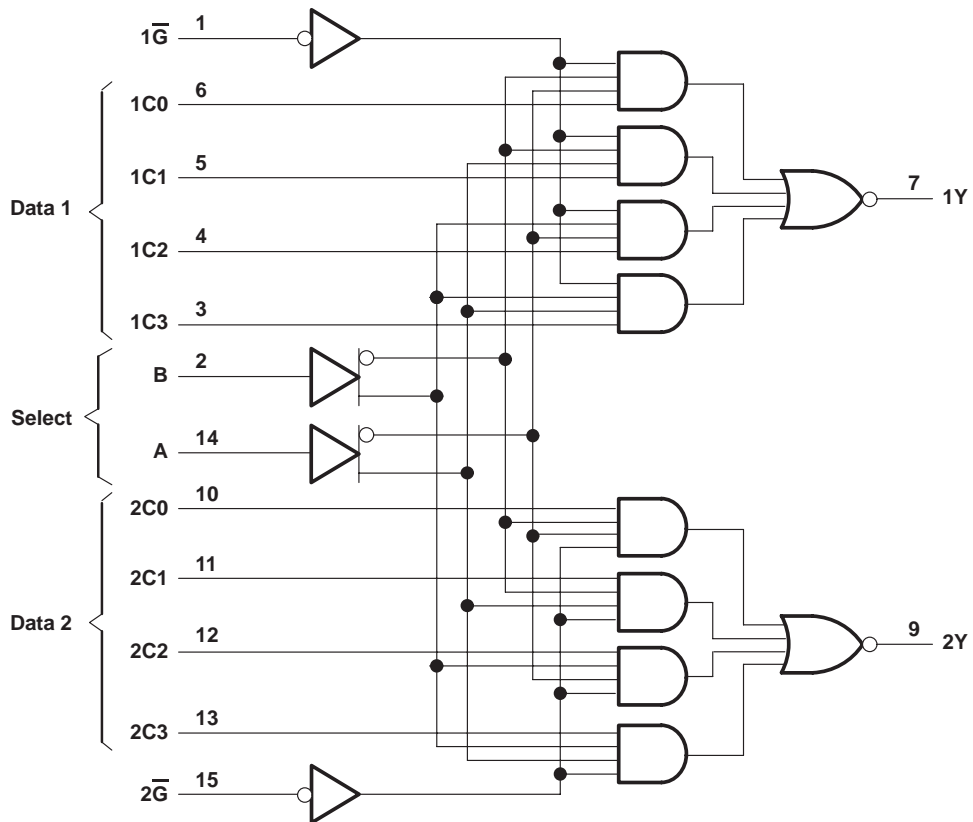 1G̅ 1
1C0 6
1C1 5
Data 1
7 1Y
1C2 4
1C3 3
B 2
Select
A 14
2C0 10
2C1 11
Data 2
9 2Y
2C2 12
2C3 13
2G̅ 15